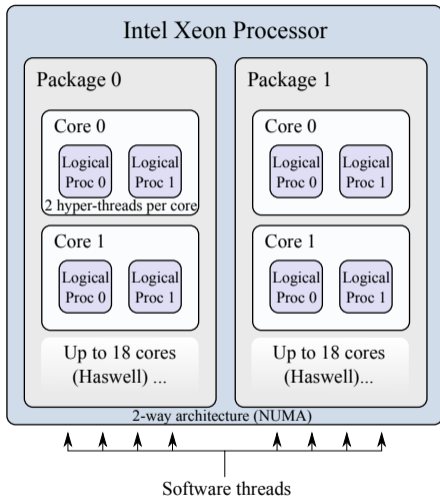 Intel Xeon Processor
Package 0
Core 0
Logical
Proc 0
Logical
Proc 1
2 hyper-threads per core
Core 1
Logical
Proc 0
Logical
Proc 1
Up to 18 cores
(Haswell) ...
Package 1
Core 0
Logical
Proc 0
Logical
Proc 1
Core 1
Logical
Proc 0
Logical
Proc 1
Up to 18 cores
(Haswell)...
2-way architecture (NUMA)
Software threads